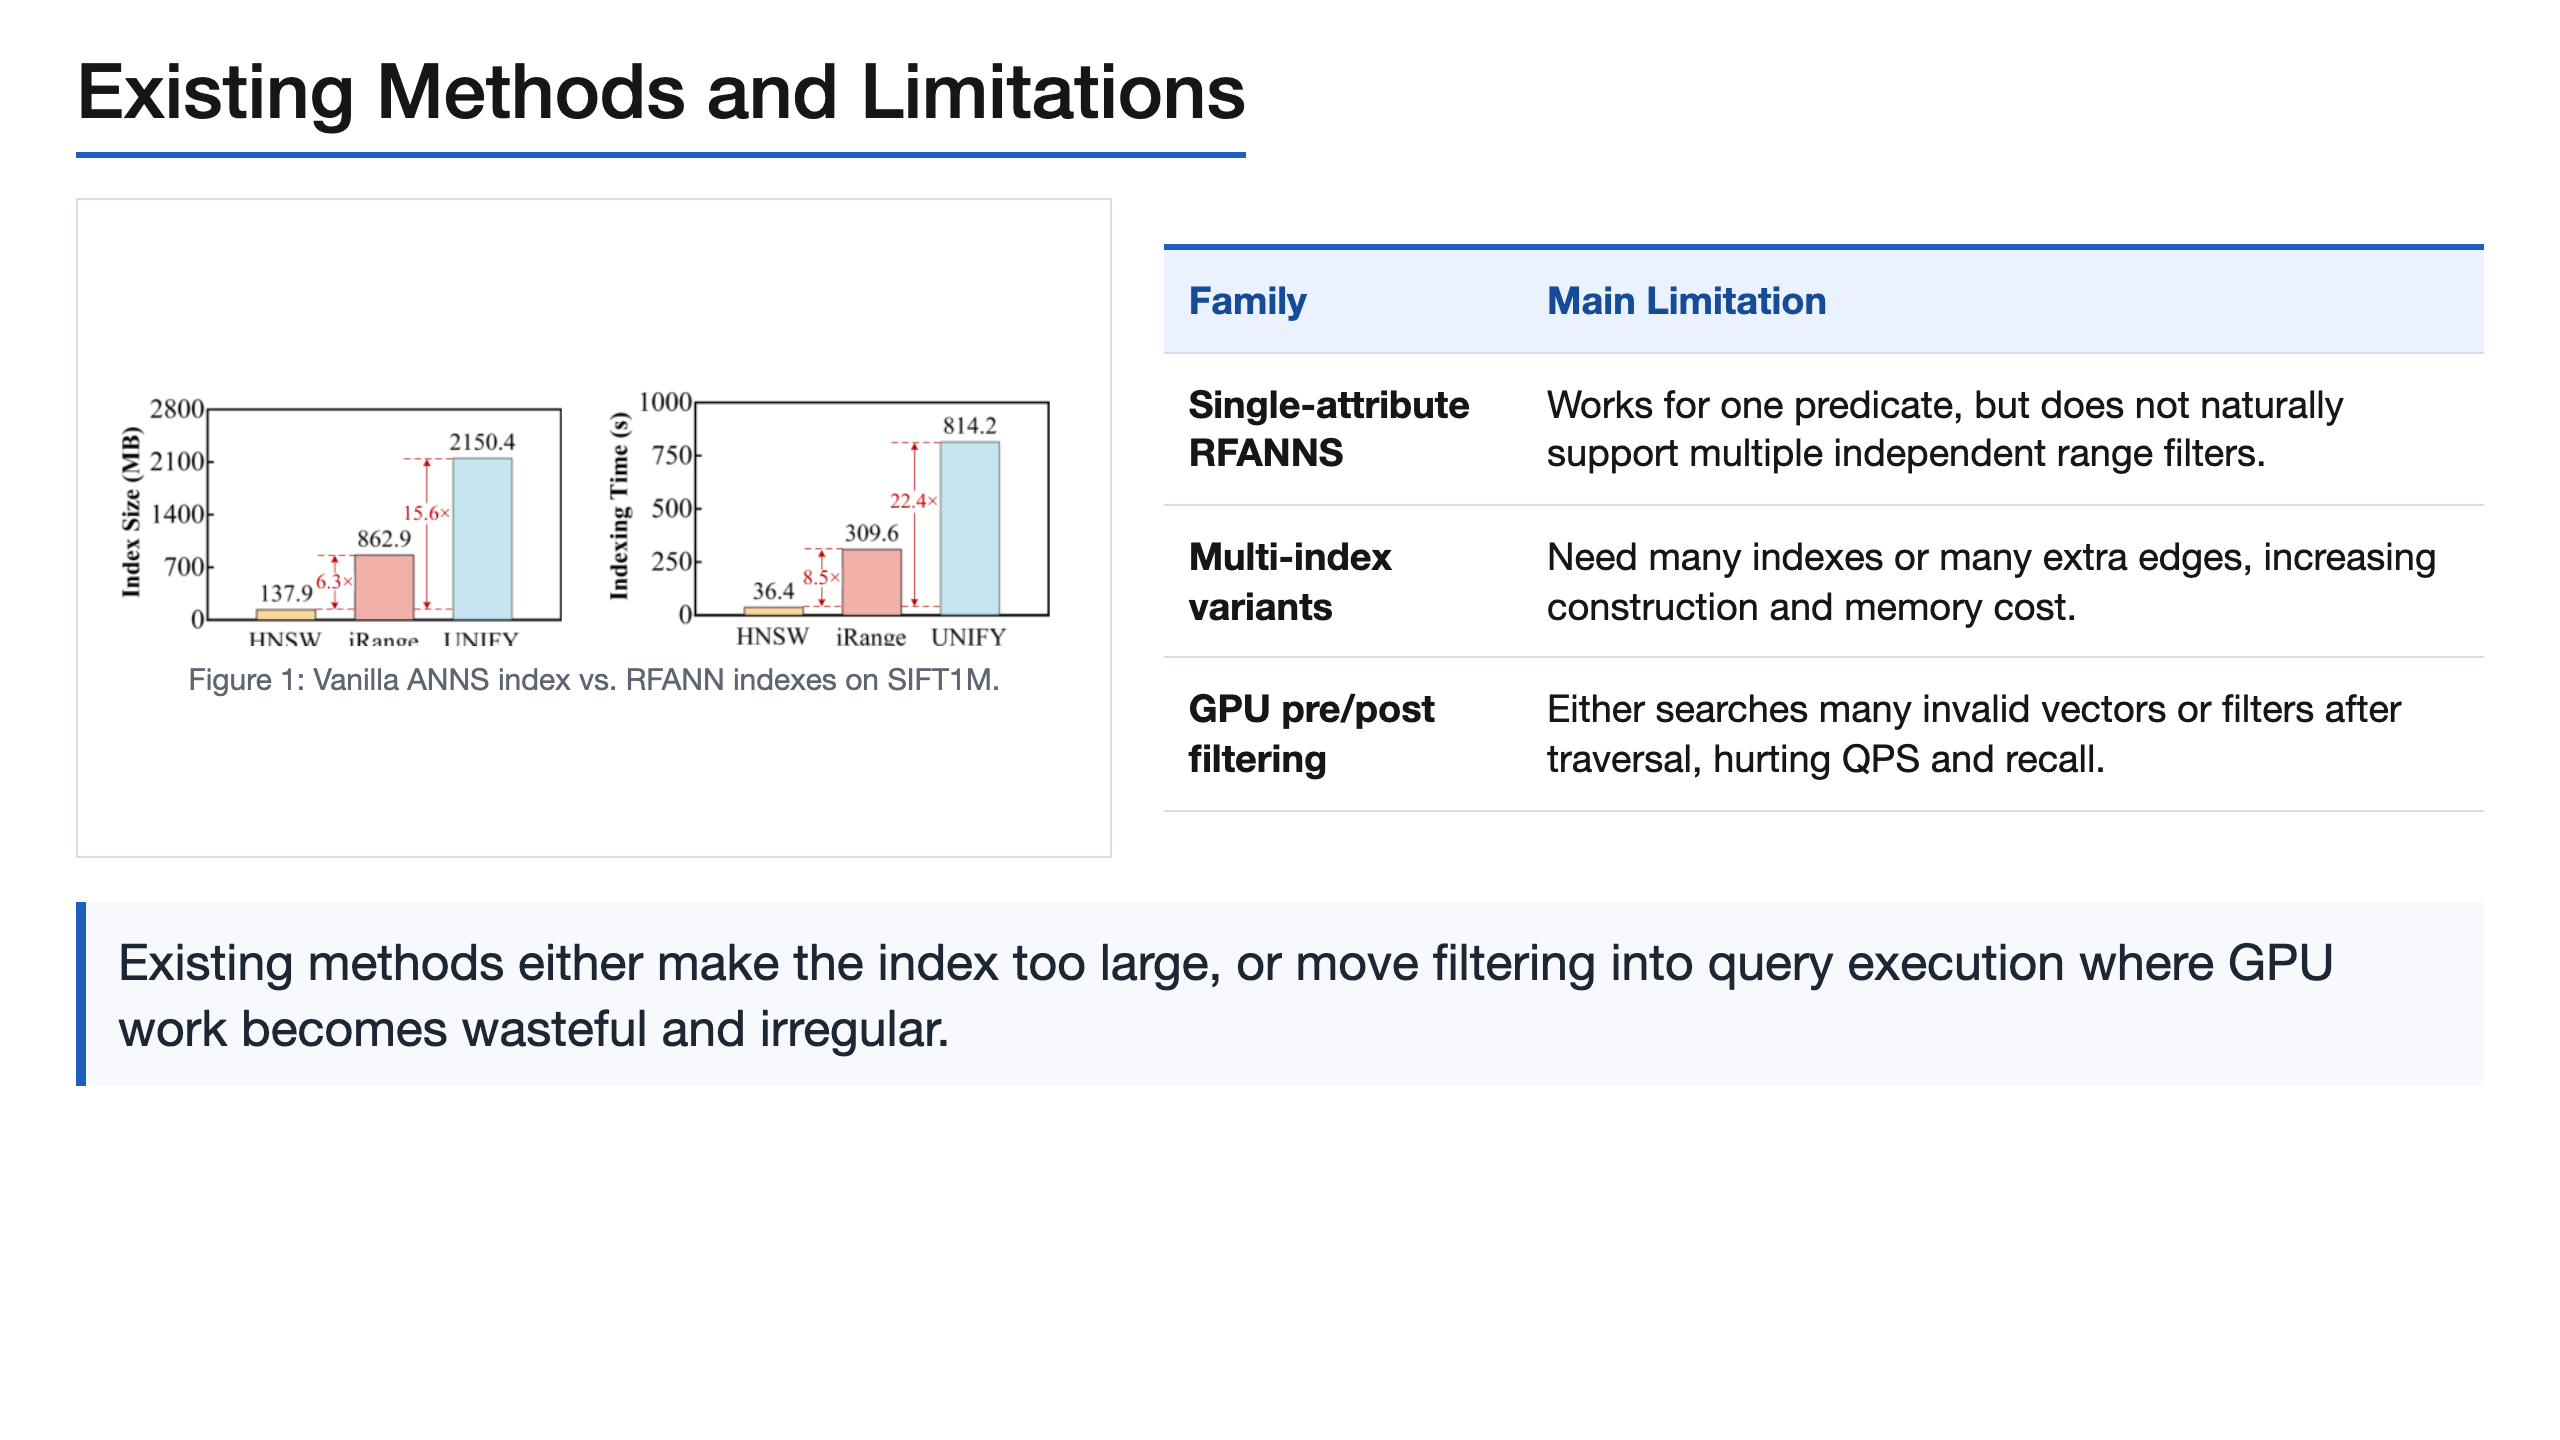 Existing Methods and Limitations
Index Size (MB)
2800
2100
1400
700
0
137.9
6.3×
862.9
15.6×
2150.4
HNSW iRange UNIFY
Indexing Time (s)
1000
750
500
250
0
36.4
8.5×
309.6
22.4×
814.2
HNSW iRange UNIFY
Figure 1: Vanilla ANNS index vs. RFANN indexes on SIFT1M.
Family Main Limitation
Single-attribute
RFANNS
Works for one predicate, but does not naturally
support multiple independent range filters.
Multi-index
variants
Need many indexes or many extra edges, increasing
construction and memory cost.
GPU pre/post
filtering
Either searches many invalid vectors or filters after
traversal, hurting QPS and recall.
Existing methods either make the index too large, or move filtering into query execution where GPU
work becomes wasteful and irregular.